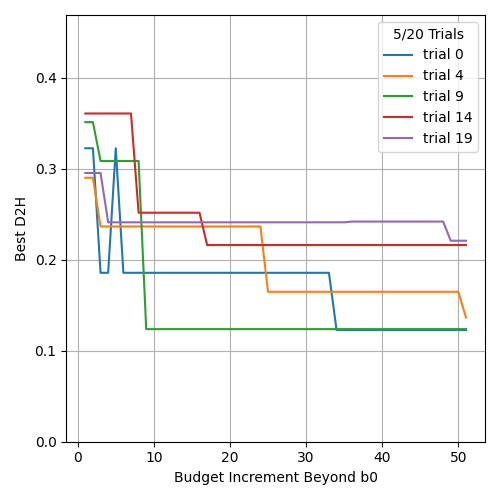 5/20 Trials
trial 0
trial 4
trial 9
trial 14
trial 19
0.4
0.3
0.2
0.1
0.0
Best D2H
0 10 20 30 40 50
Budget Increment Beyond b0